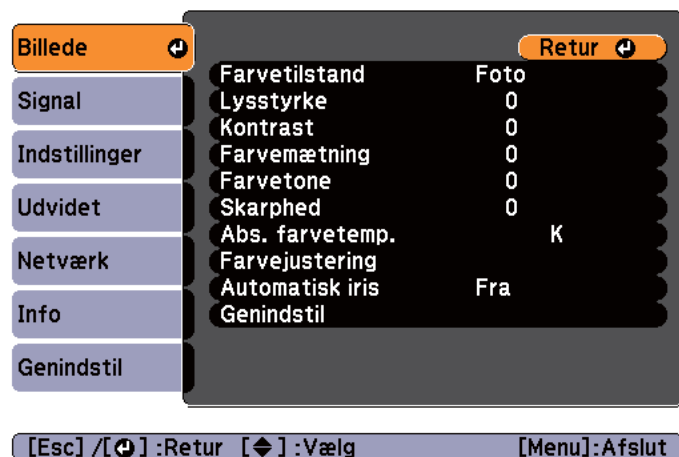 Billede
Signal
Indstillinger
Udvidet
Netværk
Info
Genindstil
Retur
Farvetilstand Foto
Lysstyrke 0
Kontrast 0
Farvemætning 0
Farvetone 0
Skarphed 0
Abs. farvetemp. K
Farvejustering
Automatisk iris Fra
Genindstil
[Esc] /[ ] :Retur [ ] :Vælg [Menu]:Afslut